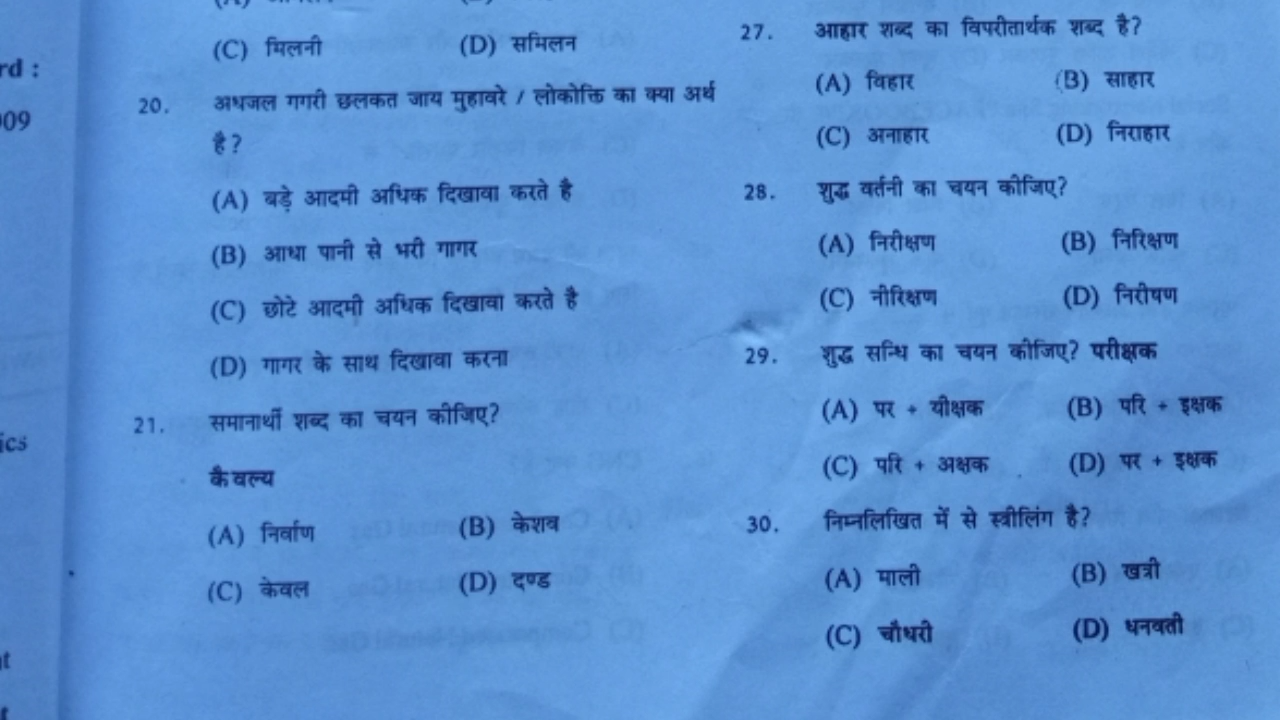 rd :
009
ics
(C) मिलनी (D) समिलन
20. अधजल गगरी छलकत जाय मुहावरे / लोकोक्ति का क्या अर्थ
है?
(A) बड़े आदमी अधिक दिखावा करते है
(B) आधा पानी से भरी गागर
(C) छोटे आदमी अधिक दिखावा करते है
(D) गागर के साथ दिखावा करना
21. समानार्थी शब्द का चयन कीजिए?
कैवल्य
(A) निर्वाण (B) केशव
(C) केवल (D) दण्ड
27. आहार शब्द का विपरीतार्थक शब्द है?
(A) विहार (B) साहार
(C) अनाहार (D) निराहार
28. शुद्ध वर्तनी का चयन कीजिए?
(A) निरीक्षण (B) निरिक्षण
(C) नीरिक्षण (D) निरीषण
29. शुद्ध सन्धि का चयन कीजिए? परीक्षक
(A) पर + यीक्षक (B) परि + इक्षक
(C) परि + अक्षक (D) पर + इक्षक
30. निम्नलिखित में से स्त्रीलिंग है?
(A) माली (B) खत्री
(C) चौधरी (D) धनवती